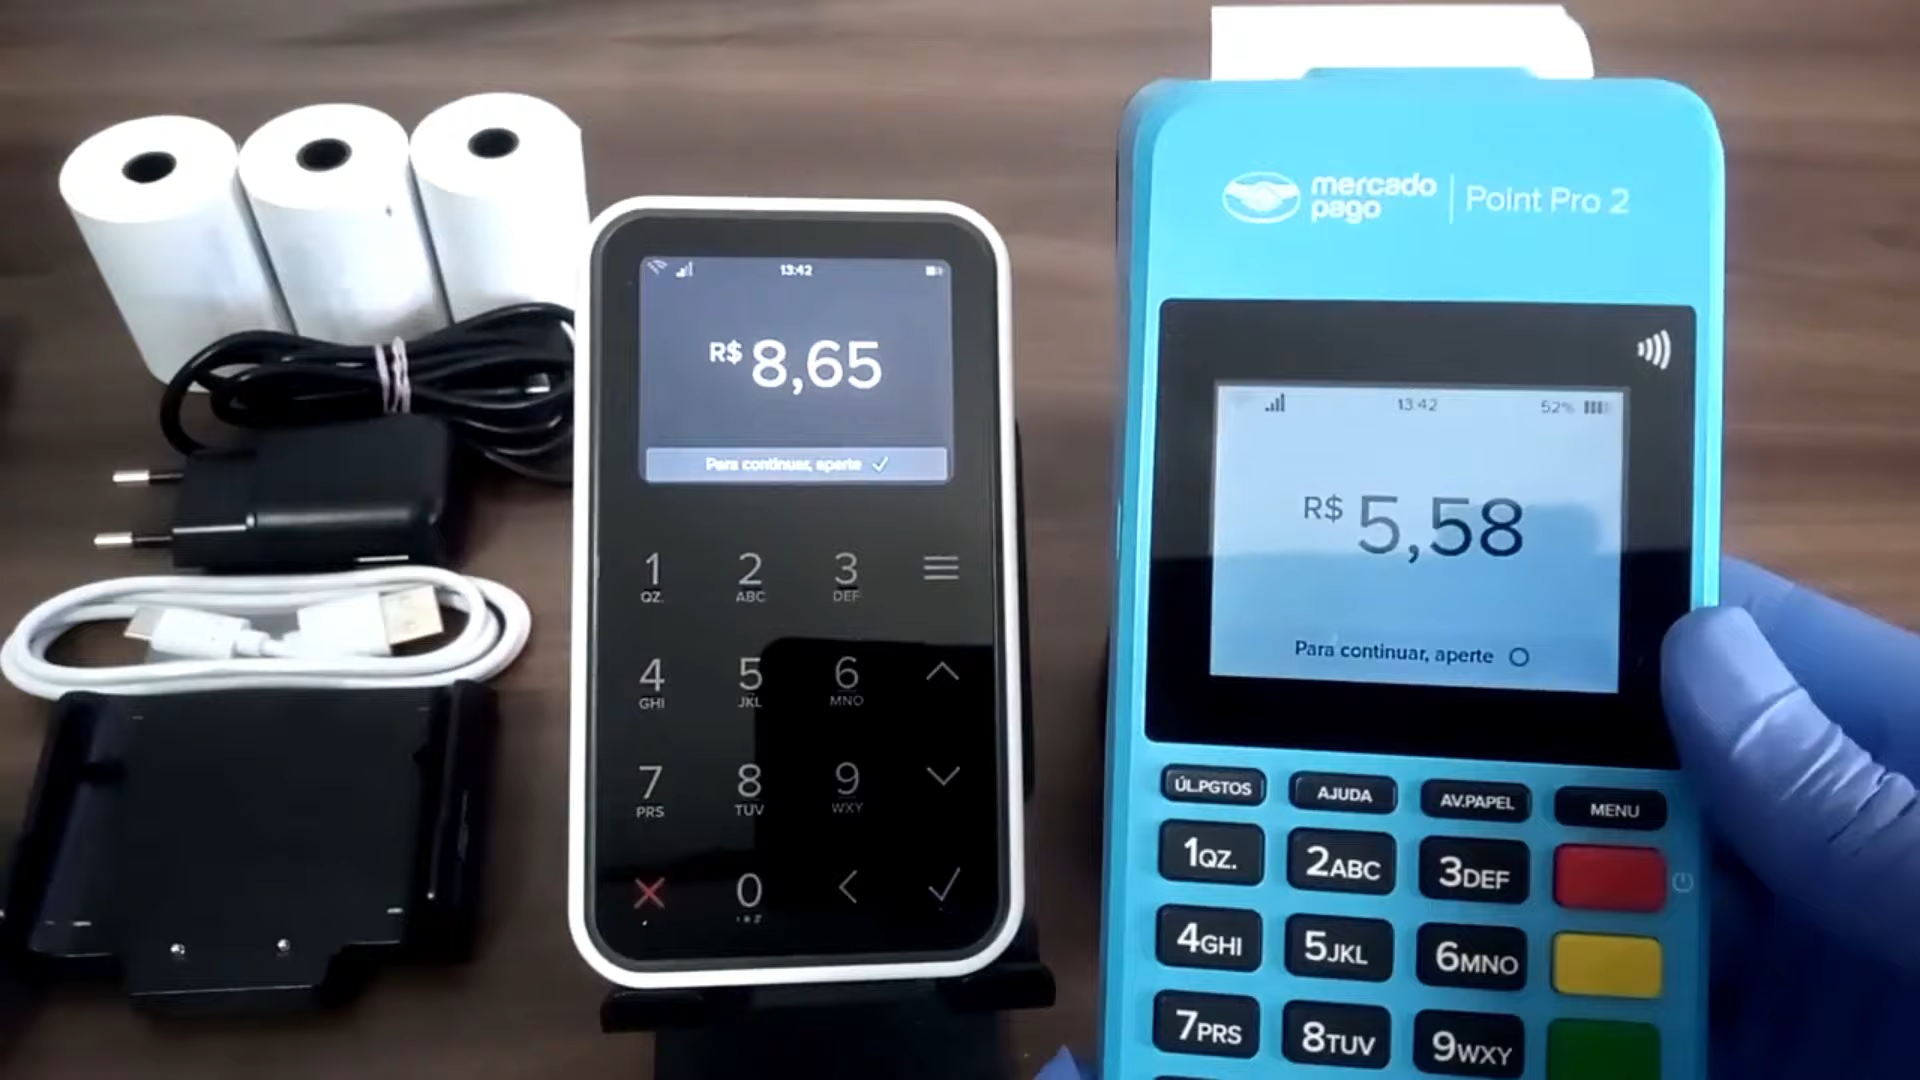 13:42
R$ 8,65
Para continuar, aperte ✓
1 2 3
QZ. ABC DEF
4 5 6
GHI JKL MNO
7 8 9
PRS TUV WXY
0
mercado pago | Point Pro 2
13:42 52%
R$ 5,58
Para continuar, aperte O
ÚL.PGTOS AJUDA AV.PAPEL MENU
1QZ. 2ABC 3DEF
4GHI 5JKL 6MNO
7PRS 8TUV 9WXY